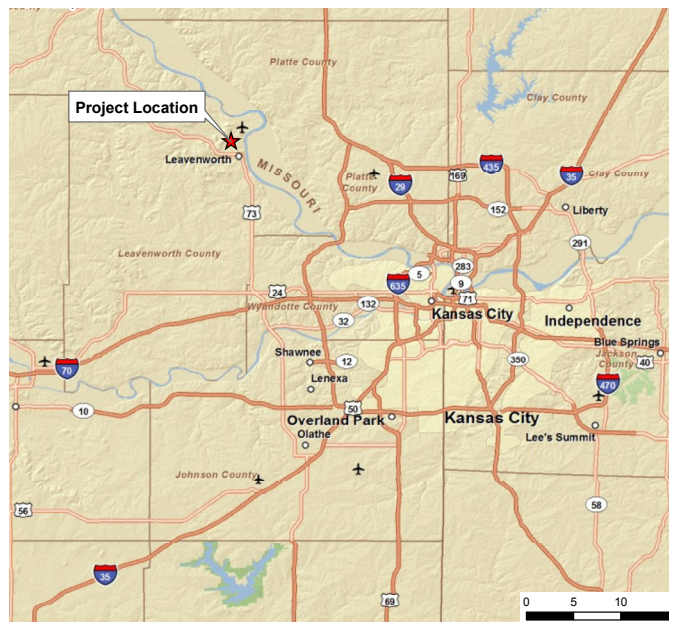 Platte County
Clay County
Project Location
Leavenworth
MISSOURI
Platte
County
169
435
35
Clay County
29
152
Liberty
73
291
Leavenworth County
5
283
635
9
24
71
Wyandotte County
132
Kansas City
32
Independence
Shawnee
12
350
Blue Springs
Jackson
County
40
70
Lenexa
470
10
50
Overland Park
Kansas City
Olathe
Lee's Summit
Johnson County
56
58
35
69
0 5 10